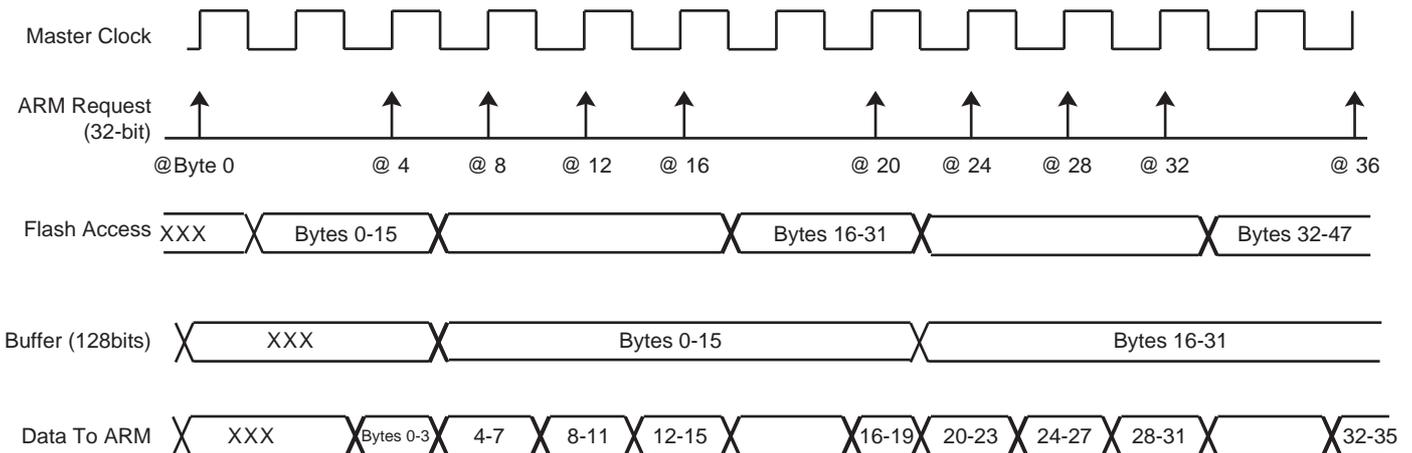 Master Clock
ARM Request
(32-bit)
@Byte 0 @ 4 @ 8 @ 12 @ 16 @ 20 @ 24 @ 28 @ 32 @ 36
Flash Access XXX Bytes 0-15 Bytes 16-31 Bytes 32-47
Buffer (128bits) XXX Bytes 0-15 Bytes 16-31
Data To ARM XXX Bytes 0-3 4-7 8-11 12-15 16-19 20-23 24-27 28-31 32-35